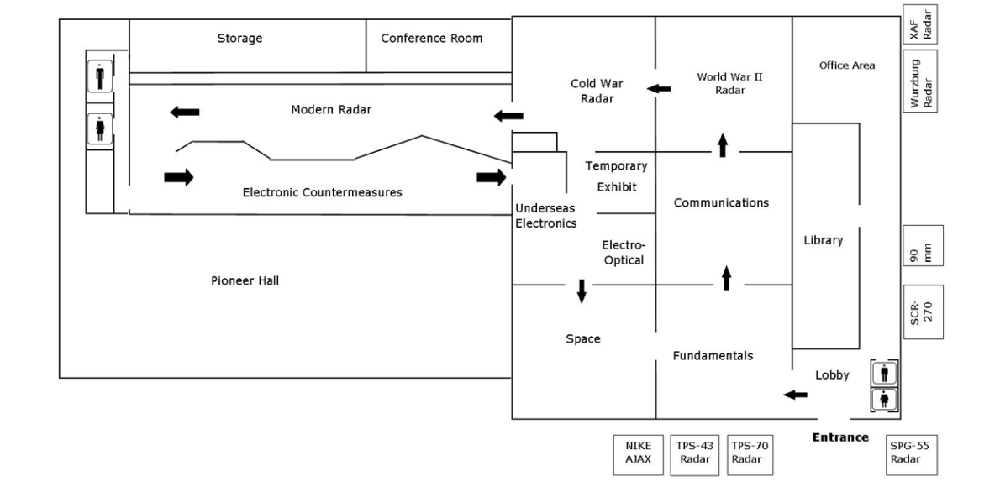 Storage
Conference Room
Modern Radar
Cold War
Radar
World War II
Radar
Office Area
XAF
Radar
Wurzburg
Radar
Electronic Countermeasures
Temporary
Exhibit
Underseas
Electronics
Communications
Electro-
Optical
Library
90
mm
Pioneer Hall
SCR-
270
Space
Fundamentals
Lobby
Entrance
NIKE
AJAX
TPS-43
Radar
TPS-70
Radar
SPG-55
Radar